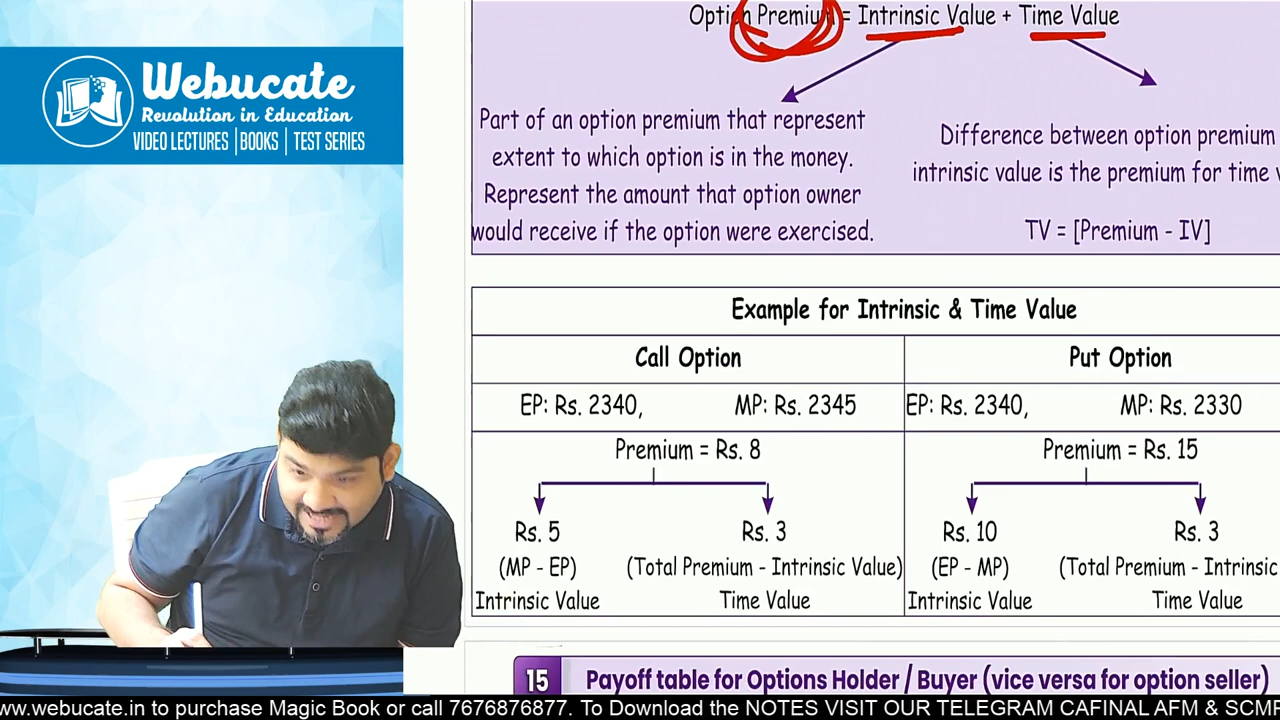 Webucate
Revolution in Education
VIDEO LECTURES | BOOKS | TEST SERIES
Option Premium = Intrinsic Value + Time Value
Part of an option premium that represent
extent to which option is in the money.
Represent the amount that option owner
would receive if the option were exercised.
Difference between option premium
intrinsic value is the premium for time
TV = [Premium - IV]
Example for Intrinsic & Time Value
Call Option Put Option
EP: Rs. 2340, MP: Rs. 2345 EP: Rs. 2340, MP: Rs. 2330
Premium = Rs. 8 Premium = Rs. 15
Rs. 5 Rs. 3 Rs. 10 Rs. 3
(MP - EP) (Total Premium - Intrinsic Value) (EP - MP) (Total Premium - Intrinsic
Intrinsic Value Time Value Intrinsic Value Time Value
15 Payoff table for Options Holder / Buyer (vice versa for option seller)
www.webucate.in to purchase Magic Book or call 7676876877. To Download the NOTES VISIT OUR TELEGRAM CAFINAL AFM & SCMP